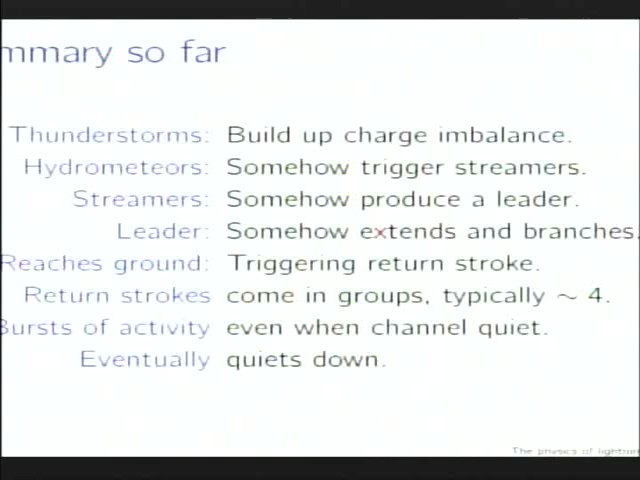 mmary so far
Thunderstorms: Build up charge imbalance.
Hydrometeors: Somehow trigger streamers.
Streamers: Somehow produce a leader.
Leader: Somehow extends and branches.
Reaches ground: Triggering return stroke.
Return strokes come in groups, typically ~ 4.
Bursts of activity even when channel quiet.
Eventually quiets down.
The physics of lightnin